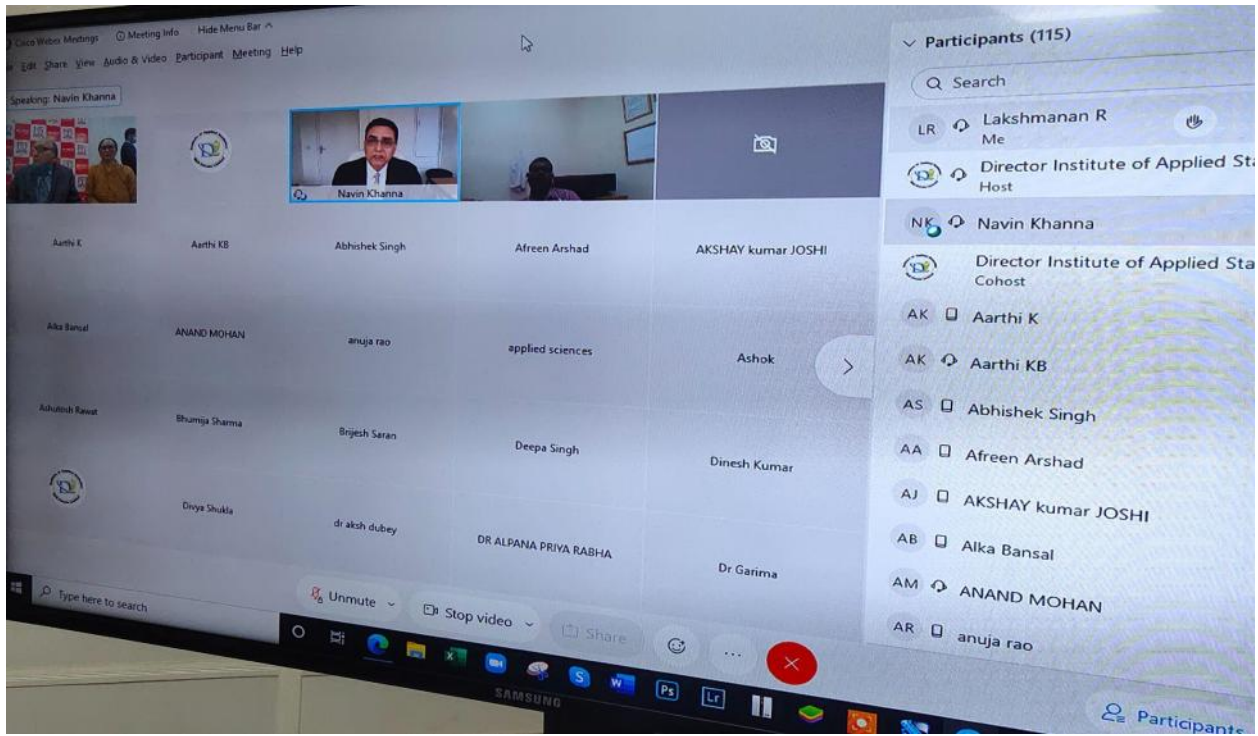 Cisco Webex Meetings Meeting Info Hide Menu Bar
Edit Share View Audio & Video Participant Meeting Help
Speaking: Navin Khanna
Navin Khanna
Aarthi K Aarthi KB Abhishek Singh Afreen Arshad AKSHAY kumar JOSHI
Alka Bansal ANAND MOHAN anuja rao applied sciences Ashok
Ashutosh Rawat Bhumija Sharma Brijesh Saran Deepa Singh Dinesh Kumar
Divya Shukla dr aksh dubey DR ALPANA PRIYA RABHA Dr Garima
Unmute Stop video Share
Type here to search
S W Ps Lr
SAMSUNG
Participants (115)
Search
LR Lakshmanan R
Me
Director Institute of Applied Sta
Host
NK Navin Khanna
Director Institute of Applied Sta
Cohost
AK Aarthi K
AK Aarthi KB
AS Abhishek Singh
AA Afreen Arshad
AJ AKSHAY kumar JOSHI
AB Alka Bansal
AM ANAND MOHAN
AR anuja rao
Participants